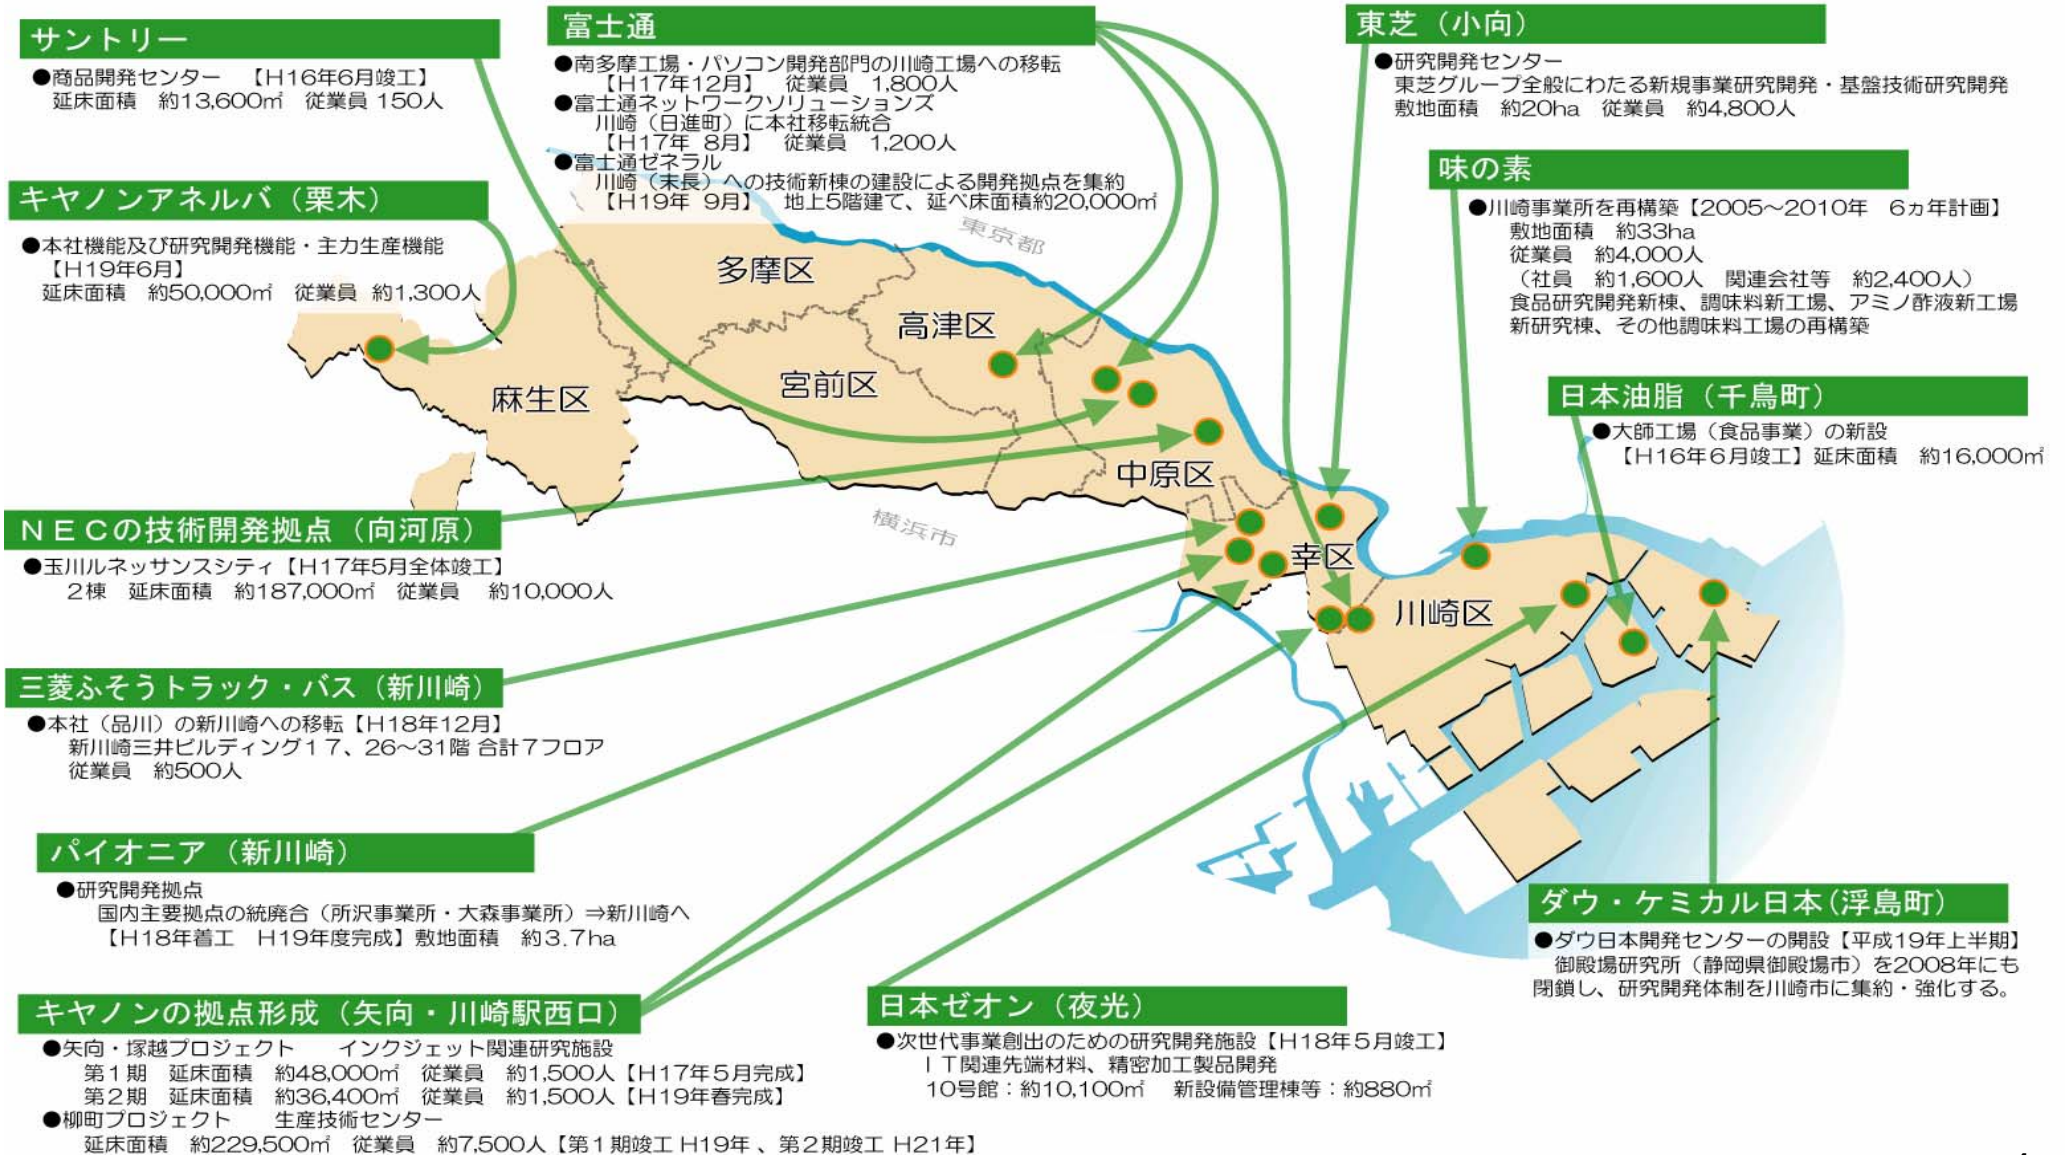 サントリー
●商品開発センター　【H16年6月竣工】
延床面積　約13,600㎡　従業員 150人
富士通
●南多摩工場・パソコン開発部門の川崎工場への移転
【H17年12月】　従業員　1,800人
●富士通ネットワークソリューションズ
川崎（日進町）に本社移転統合
【H17年 8月】　従業員　1,200人
●富士通ゼネラル
川崎（末長）への技術新棟の建設による開発拠点を集約
【H19年 9月】　地上5階建て、延べ床面積約20,000㎡
東芝（小向）
●研究開発センター
東芝グループ全般にわたる新規事業研究開発・基盤技術研究開発
敷地面積　約20ha　従業員　約4,800人
味の素
●川崎事業所を再構築【2005～2010年　6ヵ年計画】
敷地面積　約33ha
従業員　約4,000人
（社員　約1,600人　関連会社等　約2,400人）
食品研究開発新棟、調味料新工場、アミノ酢液新工場
新研究棟、その他調味料工場の再構築
キヤノンアネルバ（栗木）
●本社機能及び研究開発機能・主力生産機能
【H19年6月】
延床面積　約50,000㎡　従業員 約1,300人
東京都
多摩区
高津区
宮前区
麻生区
中原区
幸区
川崎区
横浜市
日本油脂（千鳥町）
●大師工場（食品事業）の新設
【H16年6月竣工】延床面積　約16,000㎡
ＮＥＣの技術開発拠点（向河原）
●玉川ルネッサンスシティ【H17年5月全体竣工】
２棟　延床面積　約187,000㎡　従業員　約10,000人
三菱ふそうトラック・バス（新川崎）
●本社（品川）の新川崎への移転【H18年12月】
新川崎三井ビルディング１７、26～31階 合計７フロア
従業員　約500人
パイオニア（新川崎）
●研究開発拠点
国内主要拠点の統廃合（所沢事業所・大森事業所）⇒新川崎へ
【H18年着工　H19年度完成】敷地面積　約3.7ha
キヤノンの拠点形成（矢向・川崎駅西口）
●矢向・塚越プロジェクト　　インクジェット関連研究施設
第１期　延床面積　約48,000㎡　従業員　約1,500人【H17年5月完成】
第２期　延床面積　約36,400㎡　従業員　約1,500人【H19年春完成】
●柳町プロジェクト　　生産技術センター
延床面積　約229,500㎡　従業員　約7,500人【第１期竣工 H19年 、第２期竣工 H21年】
日本ゼオン（夜光）
●次世代事業創出のための研究開発施設【H18年5月竣工】
ＩＴ関連先端材料、精密加工製品開発
10号館：約10,100㎡　新設備管理棟等：約880㎡
ダウ・ケミカル日本(浮島町)
●ダウ日本開発センターの開設【平成19年上半期】
御殿場研究所（静岡県御殿場市）を2008年にも
閉鎖し、研究開発体制を川崎市に集約・強化する。